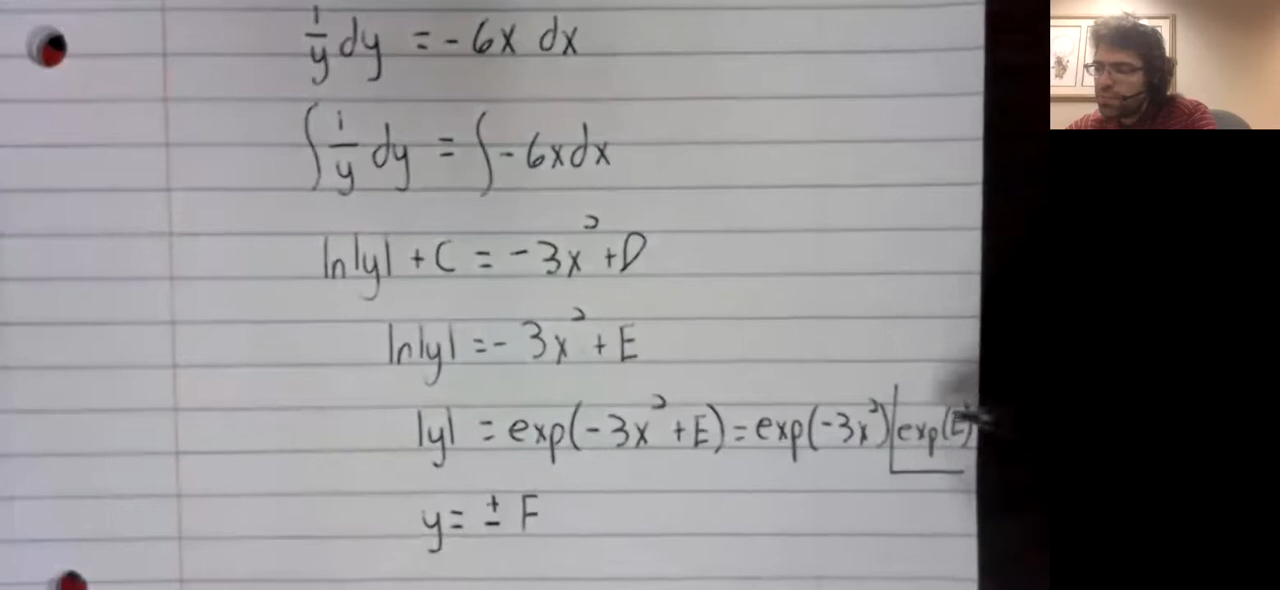 1/y dy = -6x dx
∫ 1/y dy = ∫ -6x dx
ln|y| + C = -3x² + D
ln|y| = -3x² + E
|y| = exp(-3x² + E) = exp(-3x²) exp(E)
y = ± F